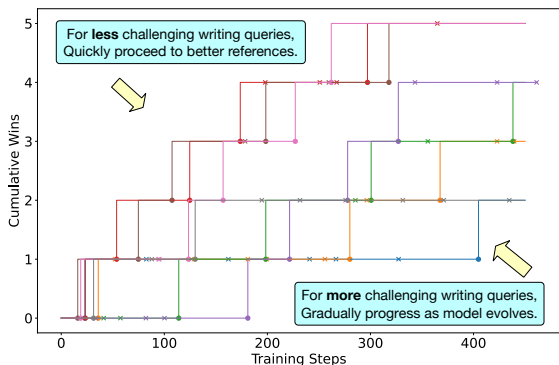 For less challenging writing queries,
Quickly proceed to better references.
5
4
3
2
1
0
Cumulative Wins
For more challenging writing queries,
Gradually progress as model evolves.
0
100
200
300
400
Training Steps